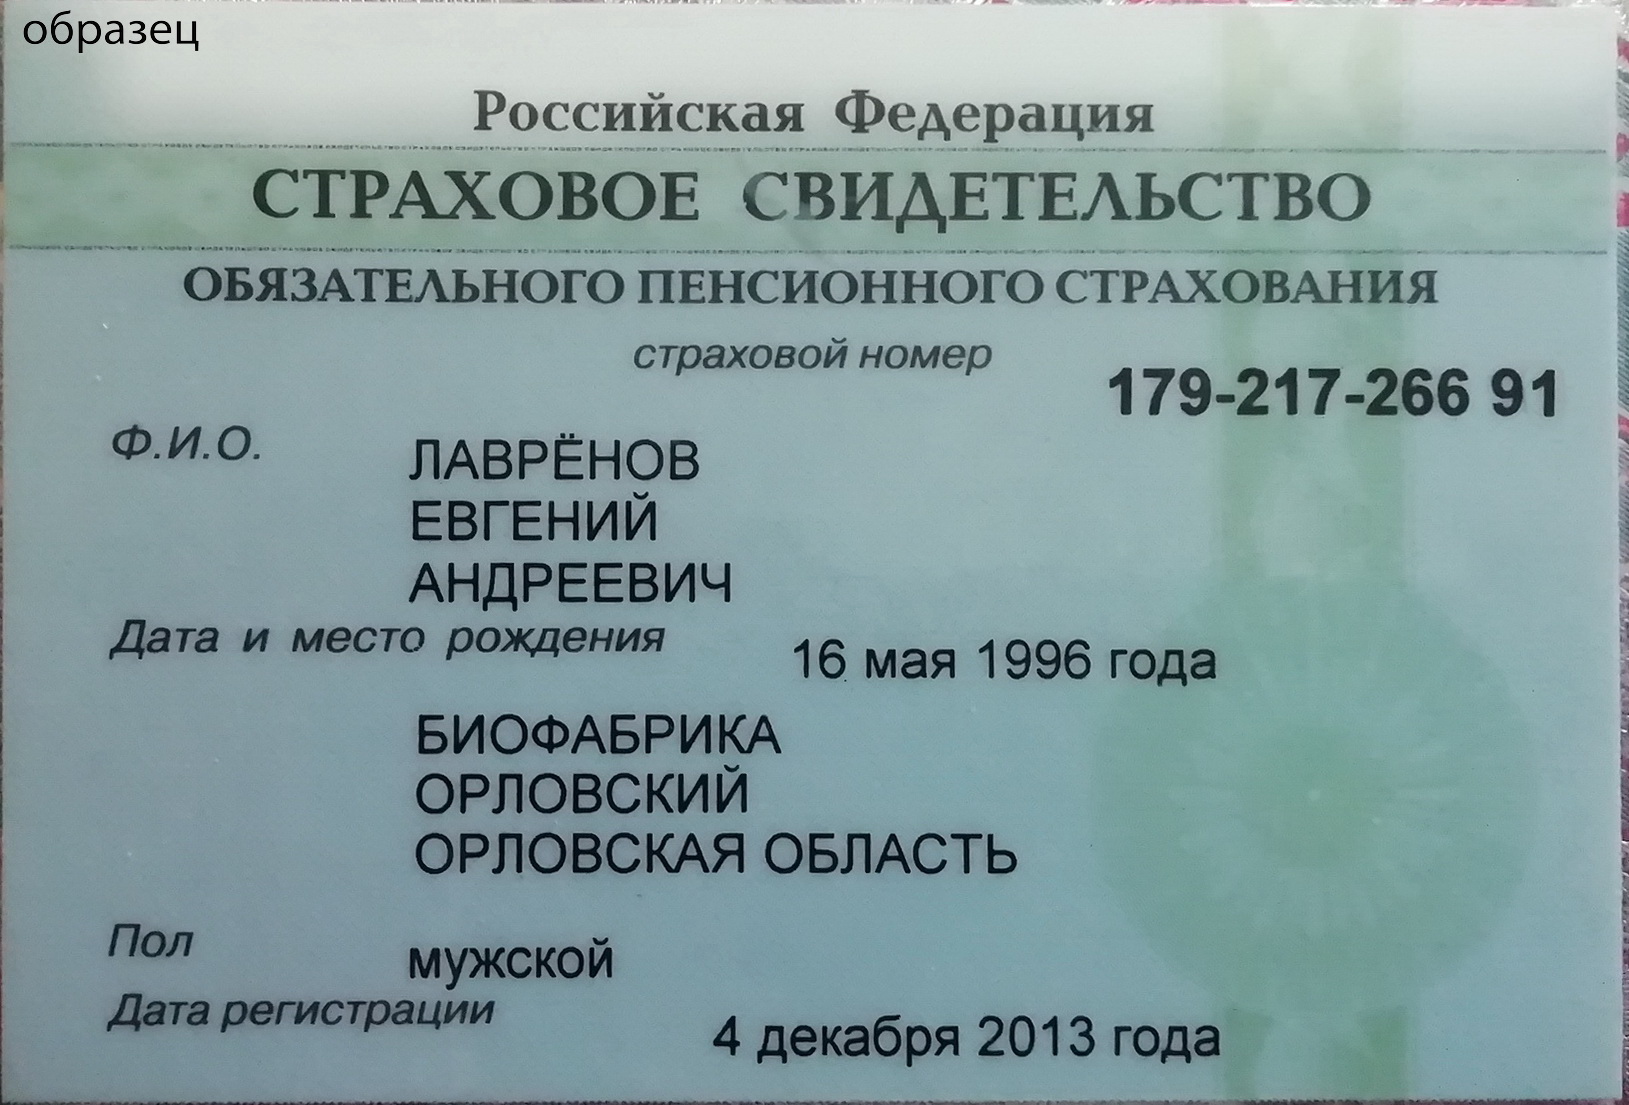 образец
Российская Федерация
СТРАХОВОЕ СВИДЕТЕЛЬСТВО
ОБЯЗАТЕЛЬНОГО ПЕНСИОННОГО СТРАХОВАНИЯ
страховой номер
179-217-266 91
Ф.И.О.
ЛАВРЁНОВ
ЕВГЕНИЙ
АНДРЕЕВИЧ
Дата и место рождения
16 мая 1996 года
БИОФАБРИКА
ОРЛОВСКИЙ
ОРЛОВСКАЯ ОБЛАСТЬ
Пол
мужской
Дата регистрации
4 декабря 2013 года